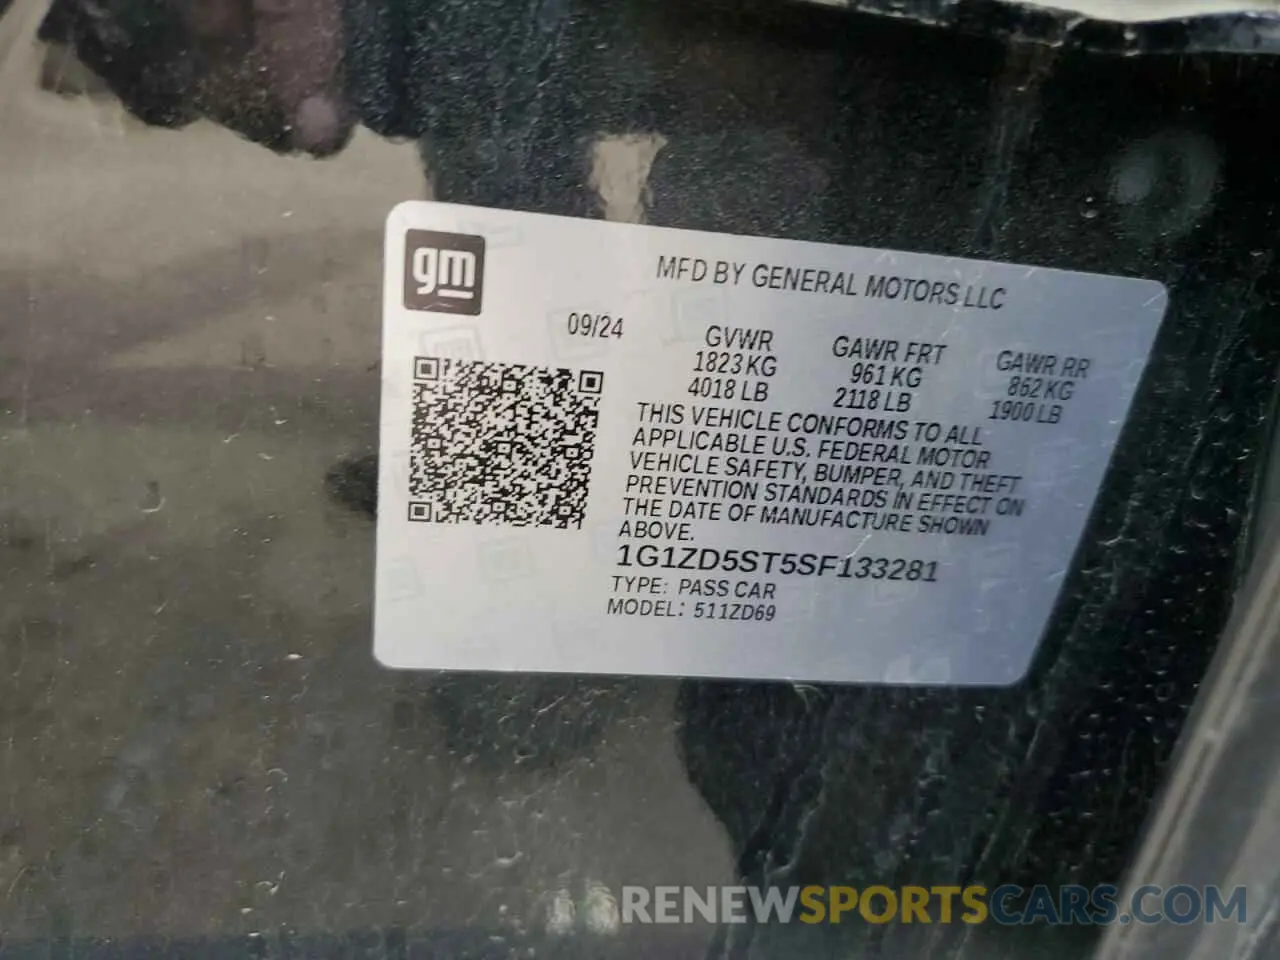 gm
MFD BY GENERAL MOTORS LLC
09/24
GVWR GAWR FRT GAWR RR
1823 KG 961 KG 862 KG
4018 LB 2118 LB 1900 LB
THIS VEHICLE CONFORMS TO ALL
APPLICABLE U.S. FEDERAL MOTOR
VEHICLE SAFETY, BUMPER, AND THEFT
PREVENTION STANDARDS IN EFFECT ON
THE DATE OF MANUFACTURE SHOWN
ABOVE.
1G1ZD5ST5SF133281
TYPE: PASS CAR
MODEL: 511ZD69
RENEWSPORTSCARS.COM